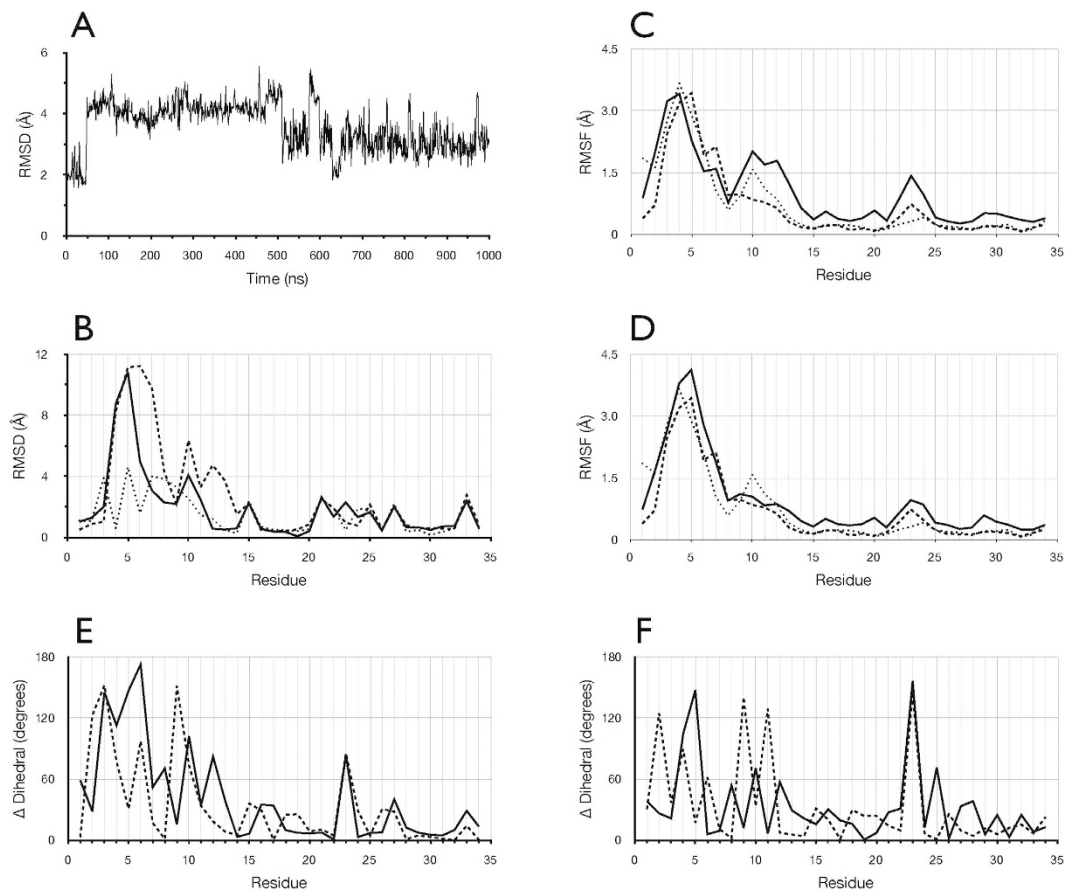 A
RMSD (Å)
6
4
2
0
0 100 200 300 400 500 600 700 800 900 1000
Time (ns)
C
RMSF (Å)
4.5
3.0
1.5
0
0 5 10 15 20 25 30 35
Residue
B
RMSD (Å)
12
8
4
0
0 5 10 15 20 25 30 35
Residue
D
RMSF (Å)
4.5
3.0
1.5
0
0 5 10 15 20 25 30 35
Residue
E
Δ Dihedral (degrees)
180
120
60
0
0 5 10 15 20 25 30 35
Residue
F
Δ Dihedral (degrees)
180
120
60
0
0 5 10 15 20 25 30 35
Residue